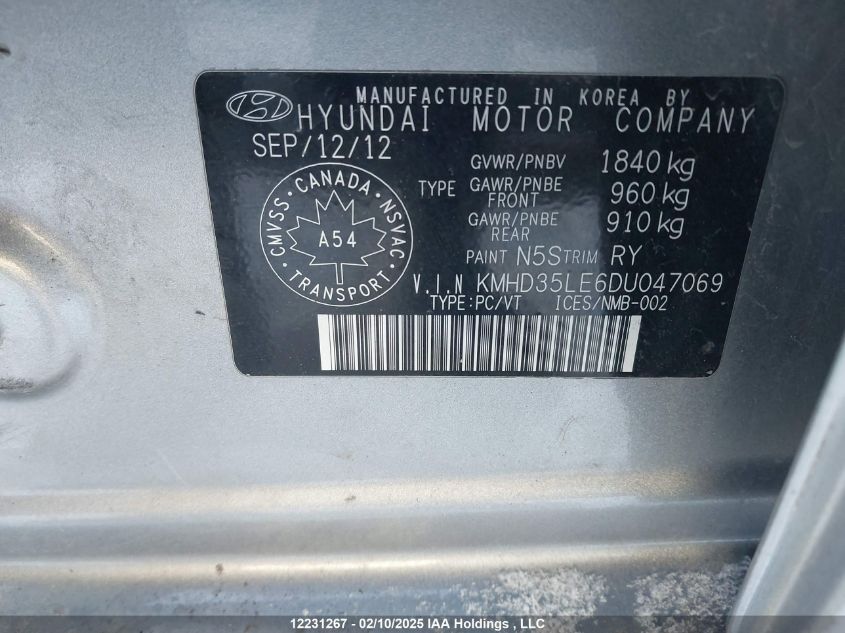 MANUFACTURED IN KOREA BY
HYUNDAI MOTOR COMPANY
SEP/12/12
GVWR/PNBV 1840 kg
TYPE GAWR/PNBE FRONT 960 kg
GAWR/PNBE REAR 910 kg
PAINT N5S TRIM RY
CMVSS · CANADA · NSVAC · TRANSPORT ·
A54
V.I.N KMHD35LE6DU047069
TYPE:PC/VT ICES/NMB-002
12231267 - 02/10/2025 IAA Holdings , LLC